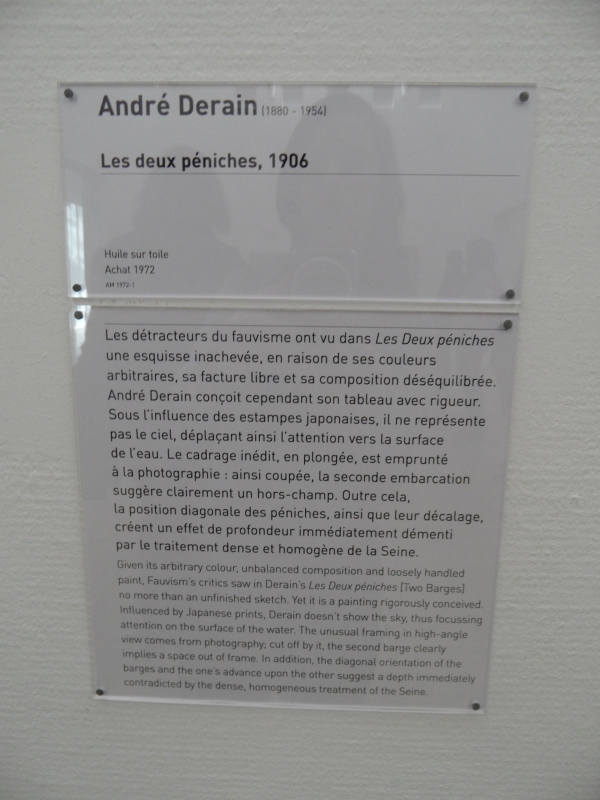 André Derain (1880 - 1954)
Les deux péniches, 1906
Huile sur toile
Achat 1972
AM 1972-1
Les détracteurs du fauvisme ont vu dans Les Deux péniches
une esquisse inachevée, en raison de ses couleurs
arbitraires, sa facture libre et sa composition déséquilibrée.
André Derain conçoit cependant son tableau avec rigueur.
Sous l'influence des estampes japonaises, il ne représente
pas le ciel, déplaçant ainsi l'attention vers la surface
de l'eau. Le cadrage inédit, en plongée, est emprunté
à la photographie : ainsi coupée, la seconde embarcation
suggère clairement un hors-champ. Outre cela,
la position diagonale des péniches, ainsi que leur décalage,
créent un effet de profondeur immédiatement démenti
par le traitement dense et homogène de la Seine.
Given its arbitrary colour, unbalanced composition and loosely handled
paint, Fauvism's critics saw in Derain's Les Deux péniches [Two Barges]
no more than an unfinished sketch. Yet it is a painting rigorously conceived.
Influenced by Japanese prints, Derain doesn't show the sky, thus focussing
attention on the surface of the water. The unusual framing in high-angle
view comes from photography; cut off by it, the second barge clearly
implies a space out of frame. In addition, the diagonal orientation of the
barges and the one's advance upon the other suggest a depth immediately
contradicted by the dense, homogeneous treatment of the Seine.